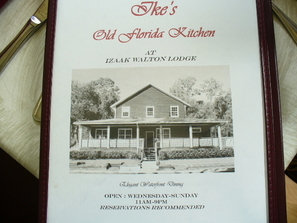 Ike's
Old Florida Kitchen
AT
IZAAK WALTON LODGE
Elegant Waterfront Dining
OPEN : WEDNESDAY-SUNDAY
11AM-9PM
RESERVATIONS RECOMMENDED